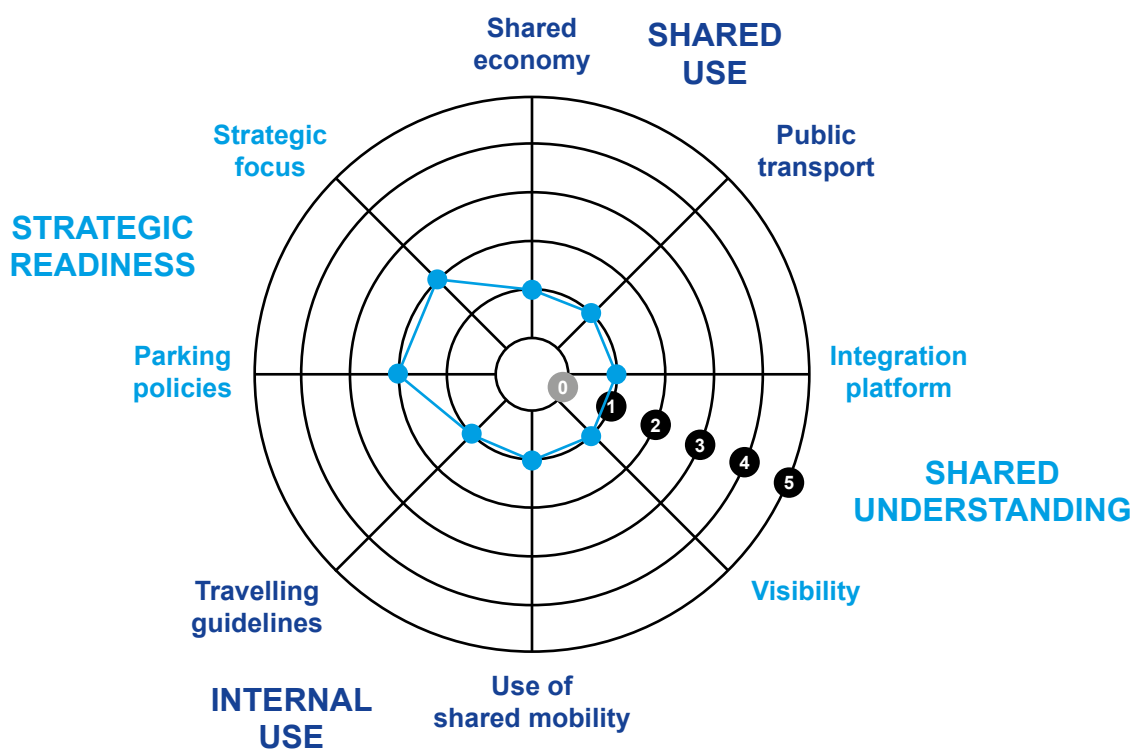 Shared
economy
SHARED
USE
Strategic
focus
Public
transport
STRATEGIC
READINESS
Parking
policies
Integration
platform
0
1
2
3
4
5
SHARED
UNDERSTANDING
Travelling
guidelines
Visibility
INTERNAL
USE
Use of
shared mobility